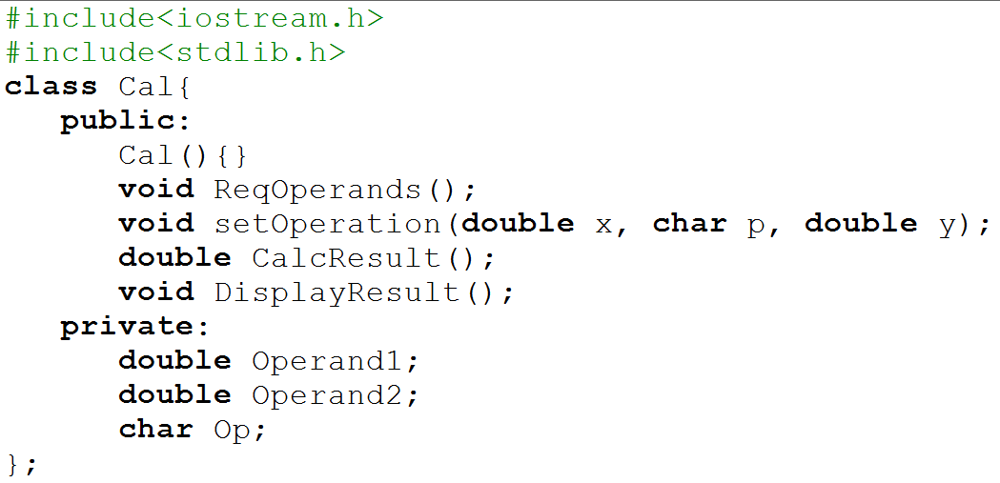 #include<iostream.h>
#include<stdlib.h>
class Cal{
   public:
      Cal(){}
      void ReqOperands();
      void setOperation(double x, char p, double y);
      double CalcResult();
      void DisplayResult();
   private:
      double Operand1;
      double Operand2;
      char Op;
};